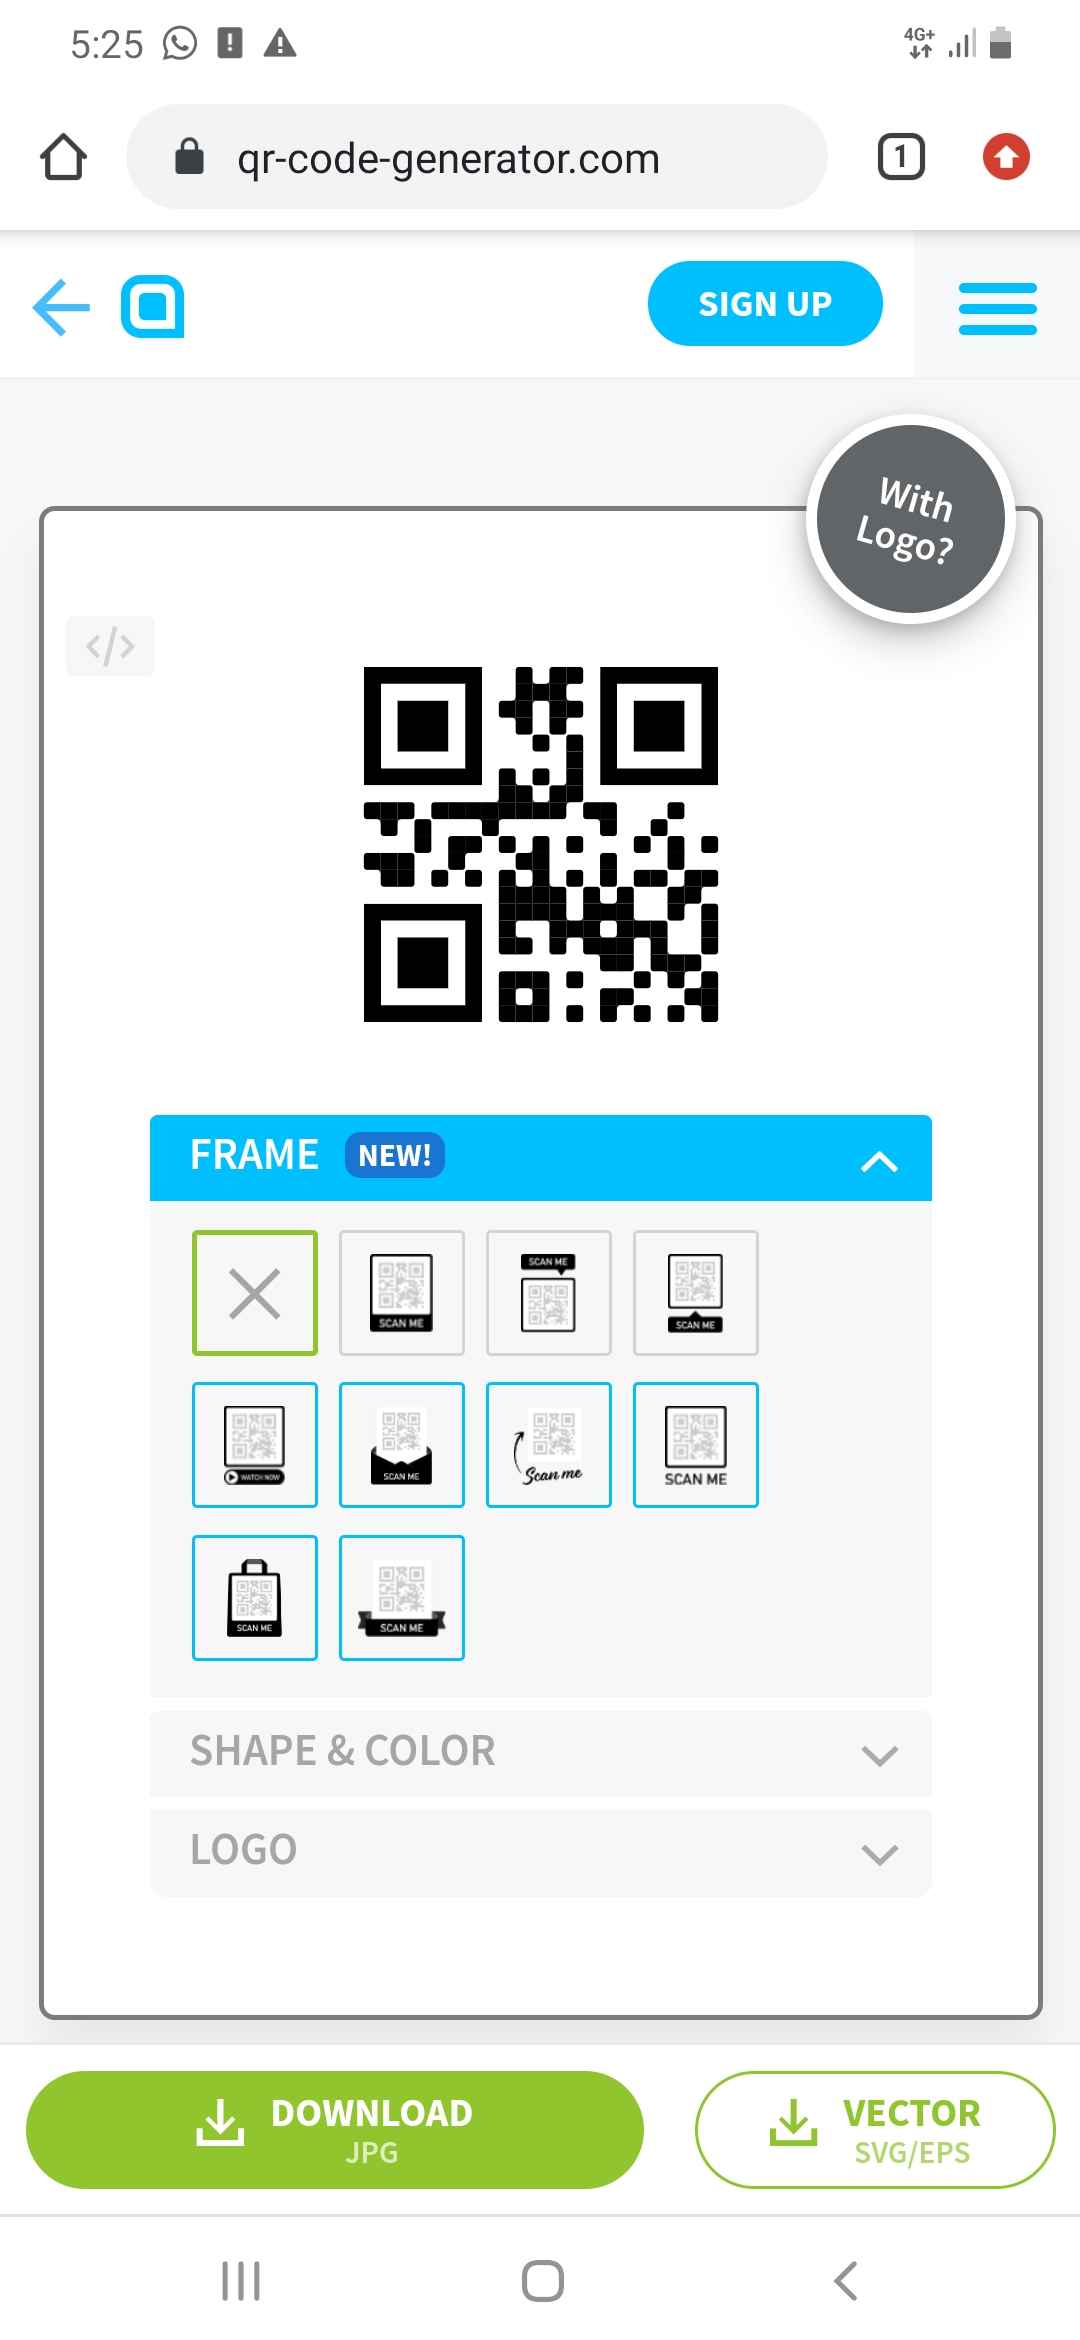 5:25
4G+
qr-code-generator.com
1
SIGN UP
With
Logo?
</>
FRAME NEW!
SCAN ME
SCAN ME
SCAN ME
WATCH NOW
SCAN ME
Scan me
SCAN ME
SCAN ME
SCAN ME
SHAPE & COLOR
LOGO
DOWNLOAD
JPG
VECTOR
SVG/EPS